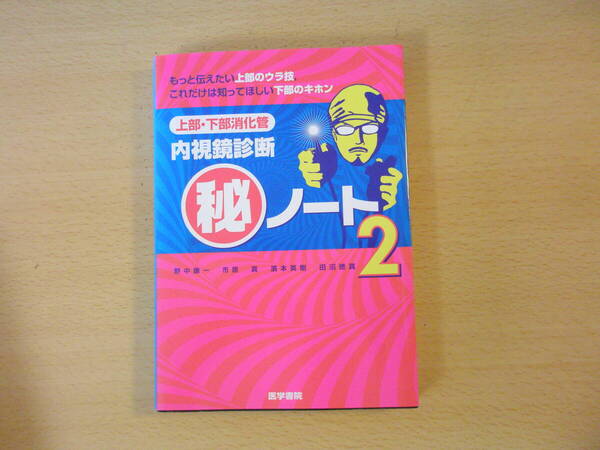 もっと伝えたい上部のウラ技,
これだけは知ってほしい下部のキホン
上部・下部消化管
内視鏡診断
秘ノート2
野中康一 市原 真 濱本英剛 田沼徳真
医学書院